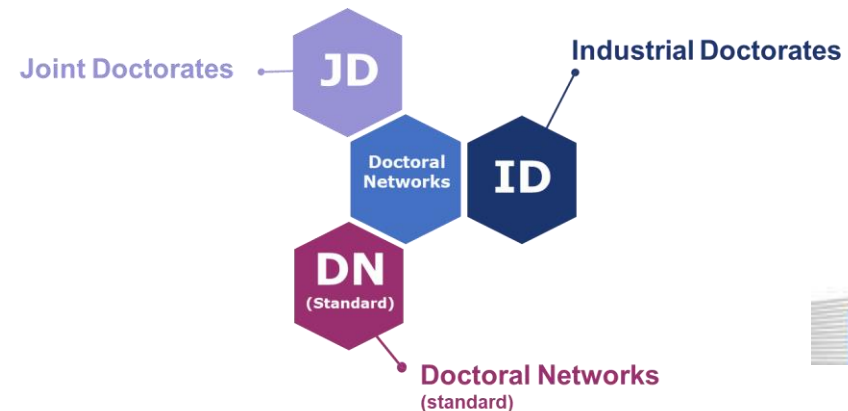 Joint Doctorates
JD
Industrial Doctorates
Doctoral
Networks
ID
DN
(Standard)
Doctoral Networks
(standard)